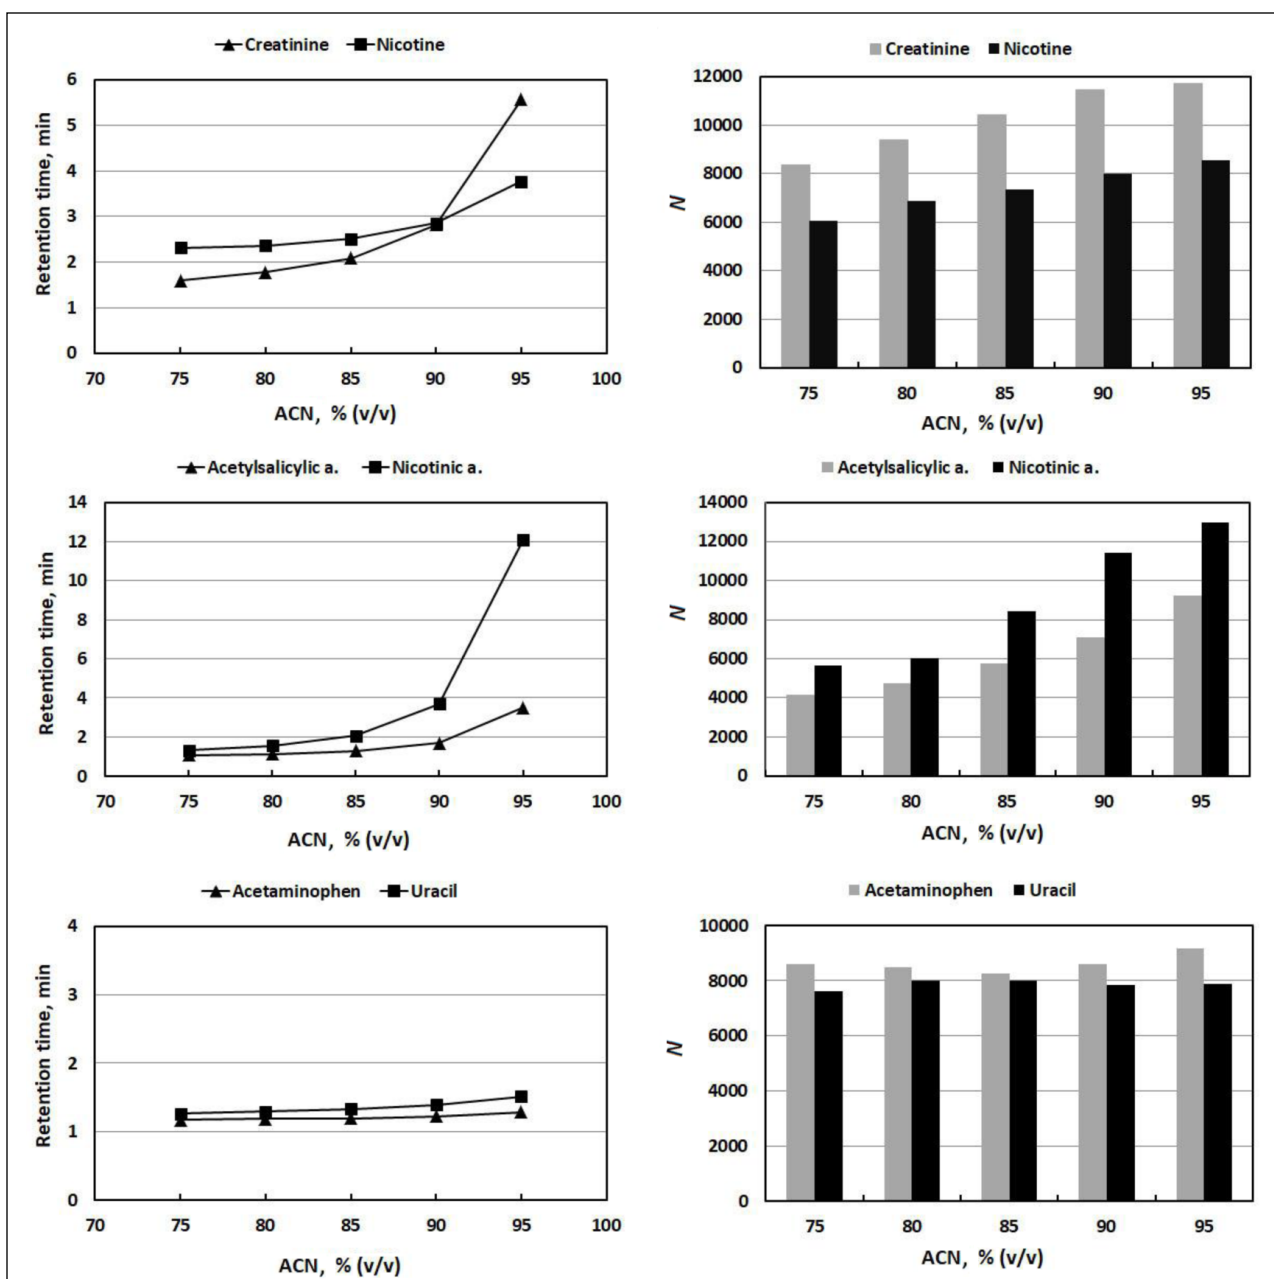 Creatinine Nicotine
6
5
4
3
2
1
0
Retention time, min
70 75 80 85 90 95 100
ACN, % (v/v)
Creatinine Nicotine
12000
10000
8000
6000
4000
2000
0
N
75 80 85 90 95
ACN, % (v/v)
Acetylsalicylic a. Nicotinic a.
14
12
10
8
6
4
2
0
Retention time, min
70 75 80 85 90 95 100
ACN, % (v/v)
Acetylsalicylic a. Nicotinic a.
14000
12000
10000
8000
6000
4000
2000
0
N
75 80 85 90 95
ACN, % (v/v)
Acetaminophen Uracil
4
3
2
1
0
Retention time, min
70 75 80 85 90 95 100
ACN, % (v/v)
Acetaminophen Uracil
10000
8000
6000
4000
2000
0
N
75 80 85 90 95
ACN, % (v/v)